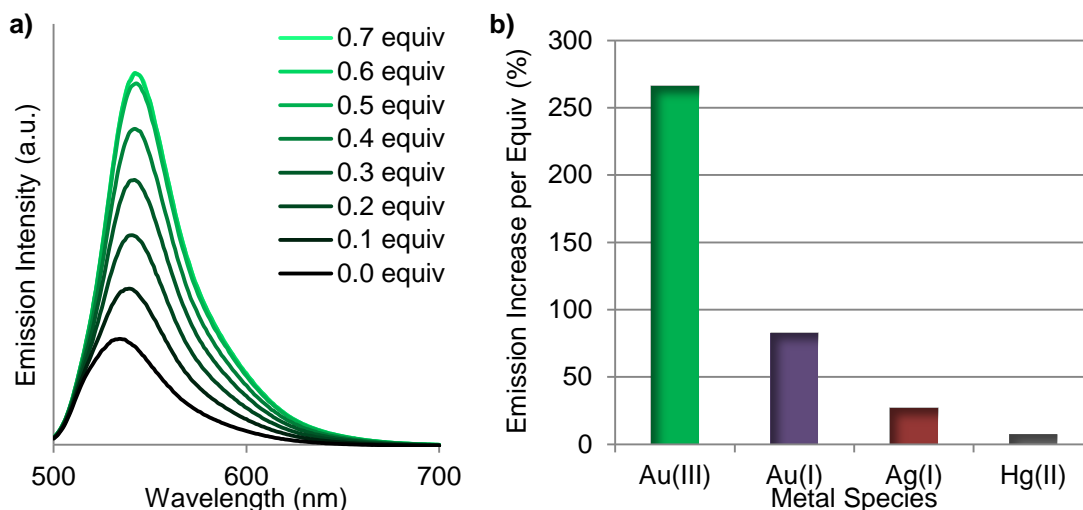 a)
Emission Intensity (a.u.)
0.7 equiv
0.6 equiv
0.5 equiv
0.4 equiv
0.3 equiv
0.2 equiv
0.1 equiv
0.0 equiv
500
600
700
Wavelength (nm)
b)
Emission Increase per Equiv (%)
300
250
200
150
100
50
0
Au(III)
Au(I)
Ag(I)
Hg(II)
Metal Species